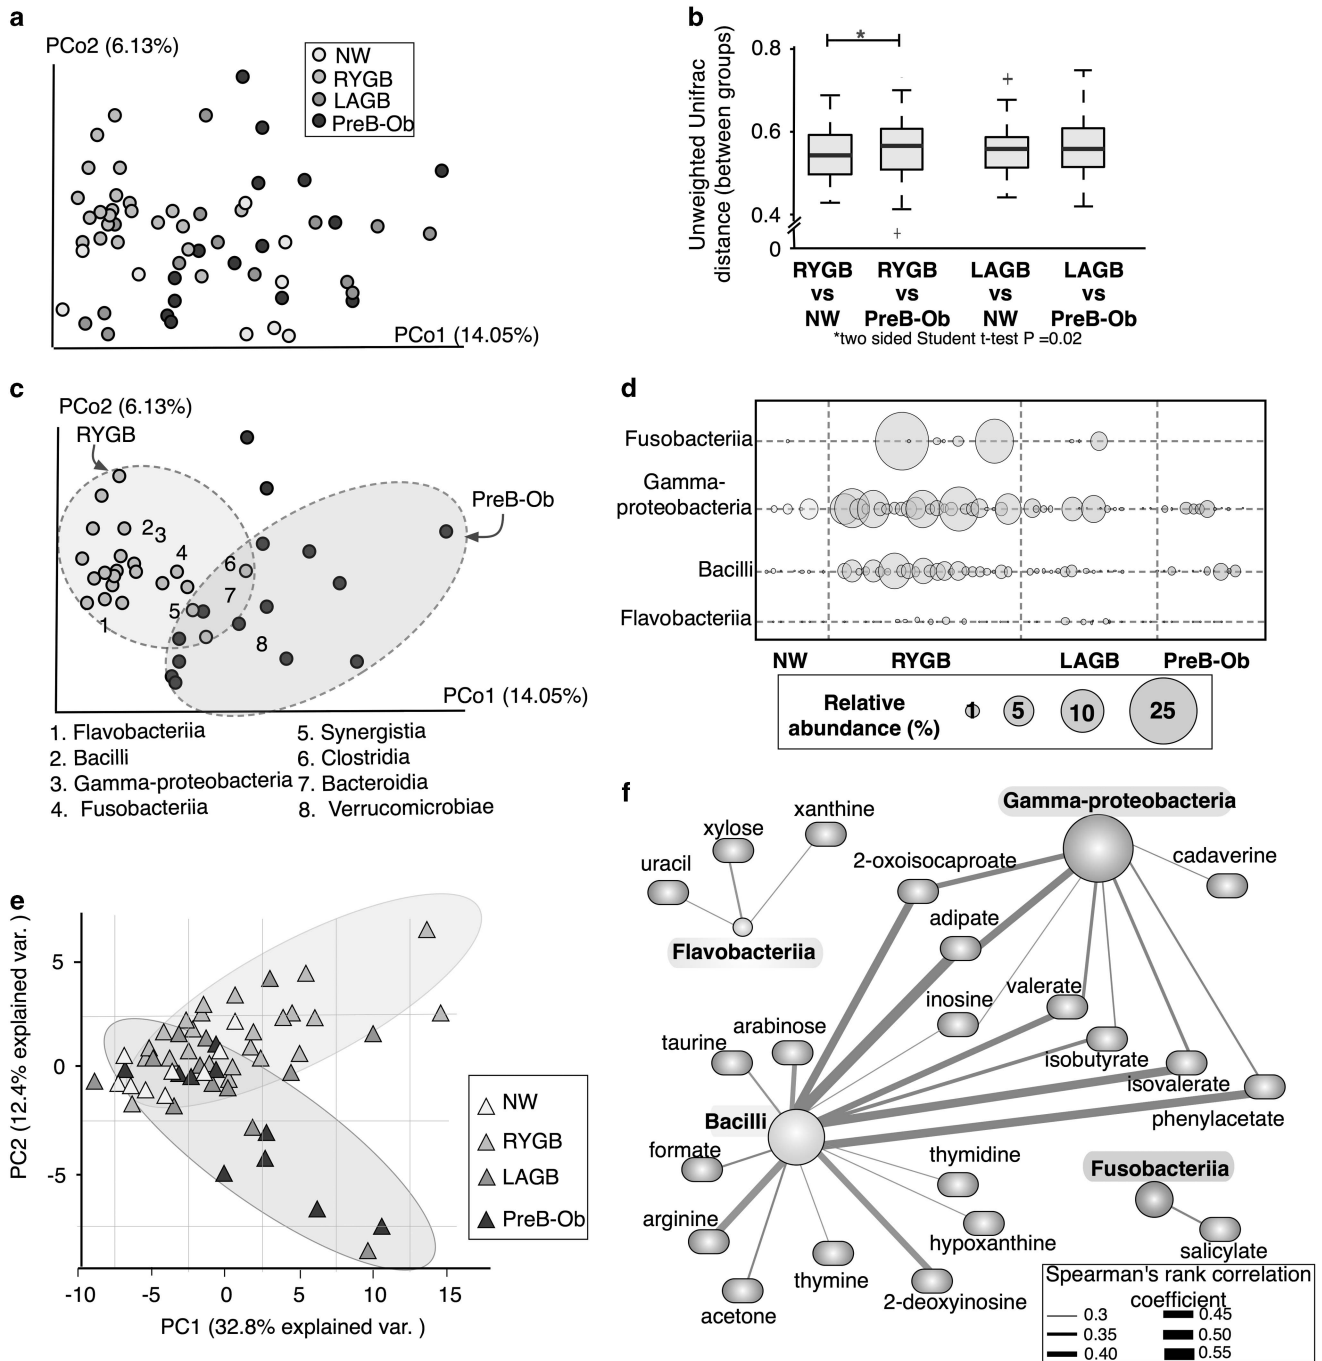 a
PCo2 (6.13%)
NW
RYGB
LAGB
PreB-Ob
PCo1 (14.05%)
b
Unweighted Unifrac
distance (between groups)
0.8
0.6
0.4
0
*
RYGB
vs
NW
RYGB
vs
PreB-Ob
LAGB
vs
NW
LAGB
vs
PreB-Ob
*two sided Student t-test P =0.02
c
PCo2 (6.13%)
RYGB
PreB-Ob
2
3
4
6
7
5
1
8
PCo1 (14.05%)
1. Flavobacteriia
2. Bacilli
3. Gamma-proteobacteria
4. Fusobacteriia
5. Synergistia
6. Clostridia
7. Bacteroidia
8. Verrucomicrobiae
d
Fusobacteriia
Gamma-
proteobacteria
Bacilli
Flavobacteriia
NW
RYGB
LAGB
PreB-Ob
Relative
abundance (%)
1
5
10
25
e
PC2 (12.4% explained var. )
5
0
-5
-10
-5
0
5
10
15
PC1 (32.8% explained var. )
NW
RYGB
LAGB
PreB-Ob
f
Gamma-proteobacteria
xanthine
xylose
uracil
2-oxoisocaproate
cadaverine
adipate
Flavobacteriia
inosine
valerate
arabinose
taurine
isobutyrate
isovalerate
phenylacetate
Bacilli
formate
thymidine
Fusobacteriia
arginine
hypoxanthine
salicylate
thymine
2-deoxyinosine
acetone
Spearman's rank correlation
coefficient
0.3
0.35
0.40
0.45
0.50
0.55